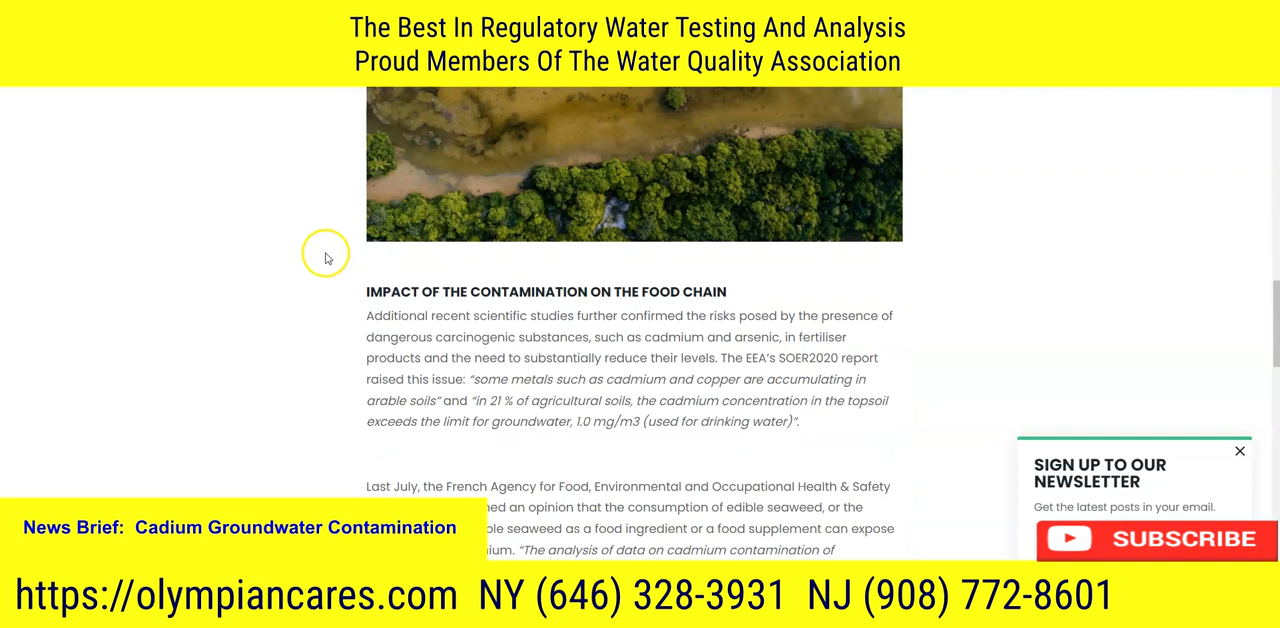 The Best In Regulatory Water Testing And Analysis
Proud Members Of The Water Quality Association
IMPACT OF THE CONTAMINATION ON THE FOOD CHAIN
Additional recent scientific studies further confirmed the risks posed by the presence of
dangerous carcinogenic substances, such as cadmium and arsenic, in fertiliser
products and the need to substantially reduce their levels. The EEA's SOER2020 report
raised this issue: “some metals such as cadmium and copper are accumulating in
arable soils” and “in 21 % of agricultural soils, the cadmium concentration in the topsoil
exceeds the limit for groundwater, 1.0 mg/m3 (used for drinking water)”.
Last July, the French Agency for Food, Environmental and Occupational Health & Safety
an opinion that the consumption of edible seaweed, or the
seaweed as a food ingredient or a food supplement can expose
“The analysis of data on cadmium contamination of
SIGN UP TO OUR
NEWSLETTER
Get the latest posts in your email.
SUBSCRIBE
News Brief: Cadium Groundwater Contamination
https://olympiancares.com NY (646) 328-3931 NJ (908) 772-8601